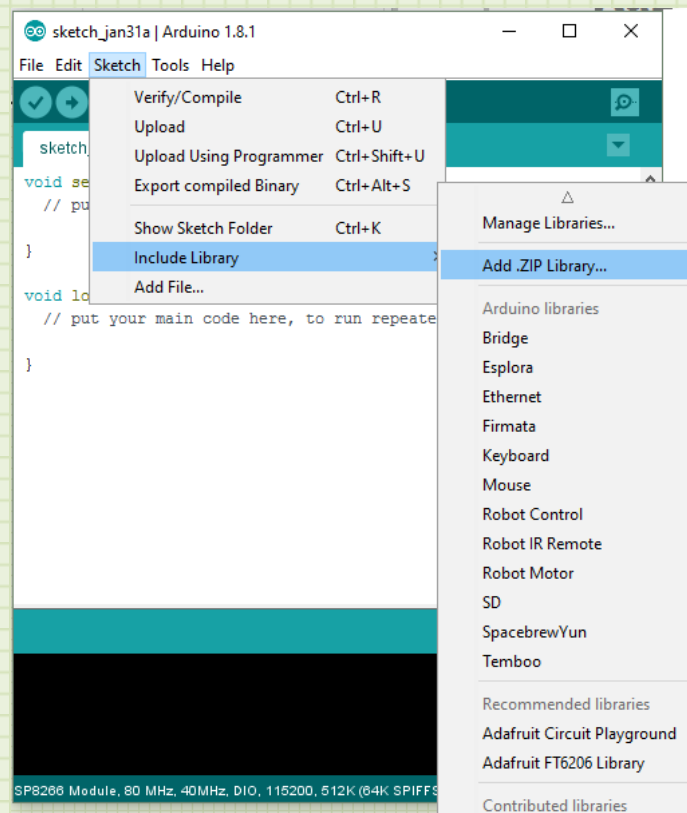 sketch_jan31a | Arduino 1.8.1
File Edit Sketch Tools Help
Verify/Compile Ctrl+R
Upload Ctrl+U
Upload Using Programmer Ctrl+Shift+U
Export compiled Binary Ctrl+Alt+S
Show Sketch Folder Ctrl+K
Include Library
Add File...
sketch_
void se
// pu
}
void lo
// put your main code here, to run repeate
}
Manage Libraries...
Add .ZIP Library...
Arduino libraries
Bridge
Esplora
Ethernet
Firmata
Keyboard
Mouse
Robot Control
Robot IR Remote
Robot Motor
SD
SpacebrewYun
Temboo
Recommended libraries
Adafruit Circuit Playground
Adafruit FT6206 Library
Contributed libraries
SP8266 Module, 80 MHz, 40MHz, DIO, 115200, 512K (64K SPIFFS